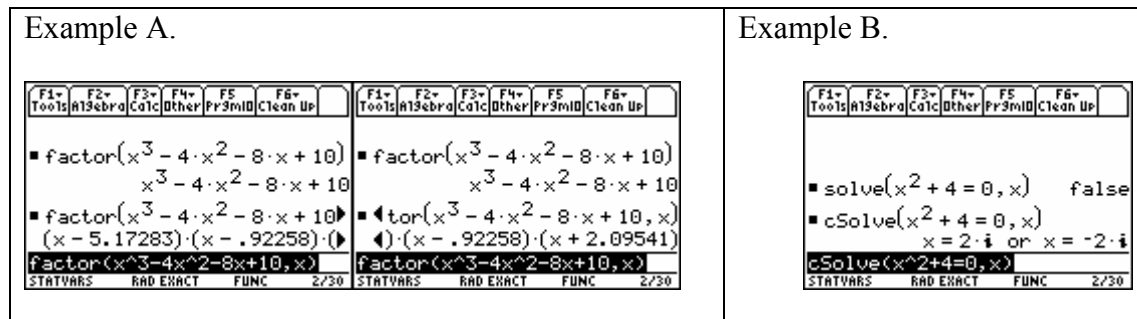 Example A.
F1▾ F2▾ F3▾ F4▾ F5 F6▾
Tools Algebra Calc Other PrgmIO Clean Up
▪ factor(x³ - 4·x² - 8·x + 10)
x³ - 4·x² - 8·x + 10
▪ factor(x³ - 4·x² - 8·x + 10▶
(x - 5.17283)·(x - .92258)·(▶
factor(x^3-4x^2-8x+10,x)
STATVARS RAD EXACT FUNC 2/30
F1▾ F2▾ F3▾ F4▾ F5 F6▾
Tools Algebra Calc Other PrgmIO Clean Up
▪ factor(x³ - 4·x² - 8·x + 10)
x³ - 4·x² - 8·x + 10
▪ ◀tor(x³ - 4·x² - 8·x + 10, x)
◀)·(x - .92258)·(x + 2.09541)
factor(x^3-4x^2-8x+10,x)
STATVARS RAD EXACT FUNC 2/30
Example B.
F1▾ F2▾ F3▾ F4▾ F5 F6▾
Tools Algebra Calc Other PrgmIO Clean Up
▪ solve(x² + 4 = 0, x) false
▪ cSolve(x² + 4 = 0, x)
x = 2·i or x = -2·i
cSolve(x^2+4=0,x)
STATVARS RAD EXACT FUNC 2/30